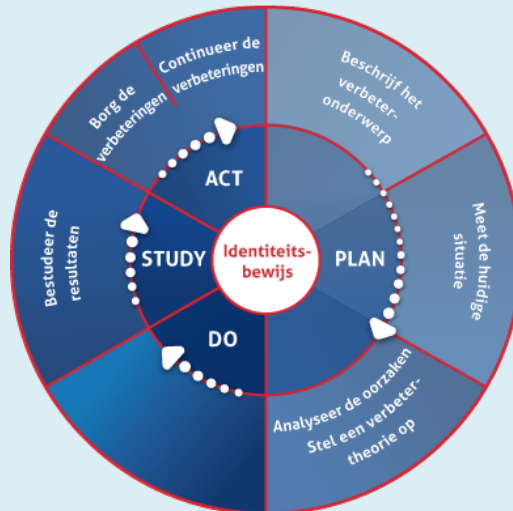 Continueer de
verbeteringen
Borg de
verbeteringen
Beschrijf het
verbeter-
onderwerp
Meet de huidige
situatie
Analyseer de oorzaken
Stel een verbeter-
theorie op
Bestudeer de
resultaten
ACT
STUDY
DO
PLAN
Identiteits-
bewijs